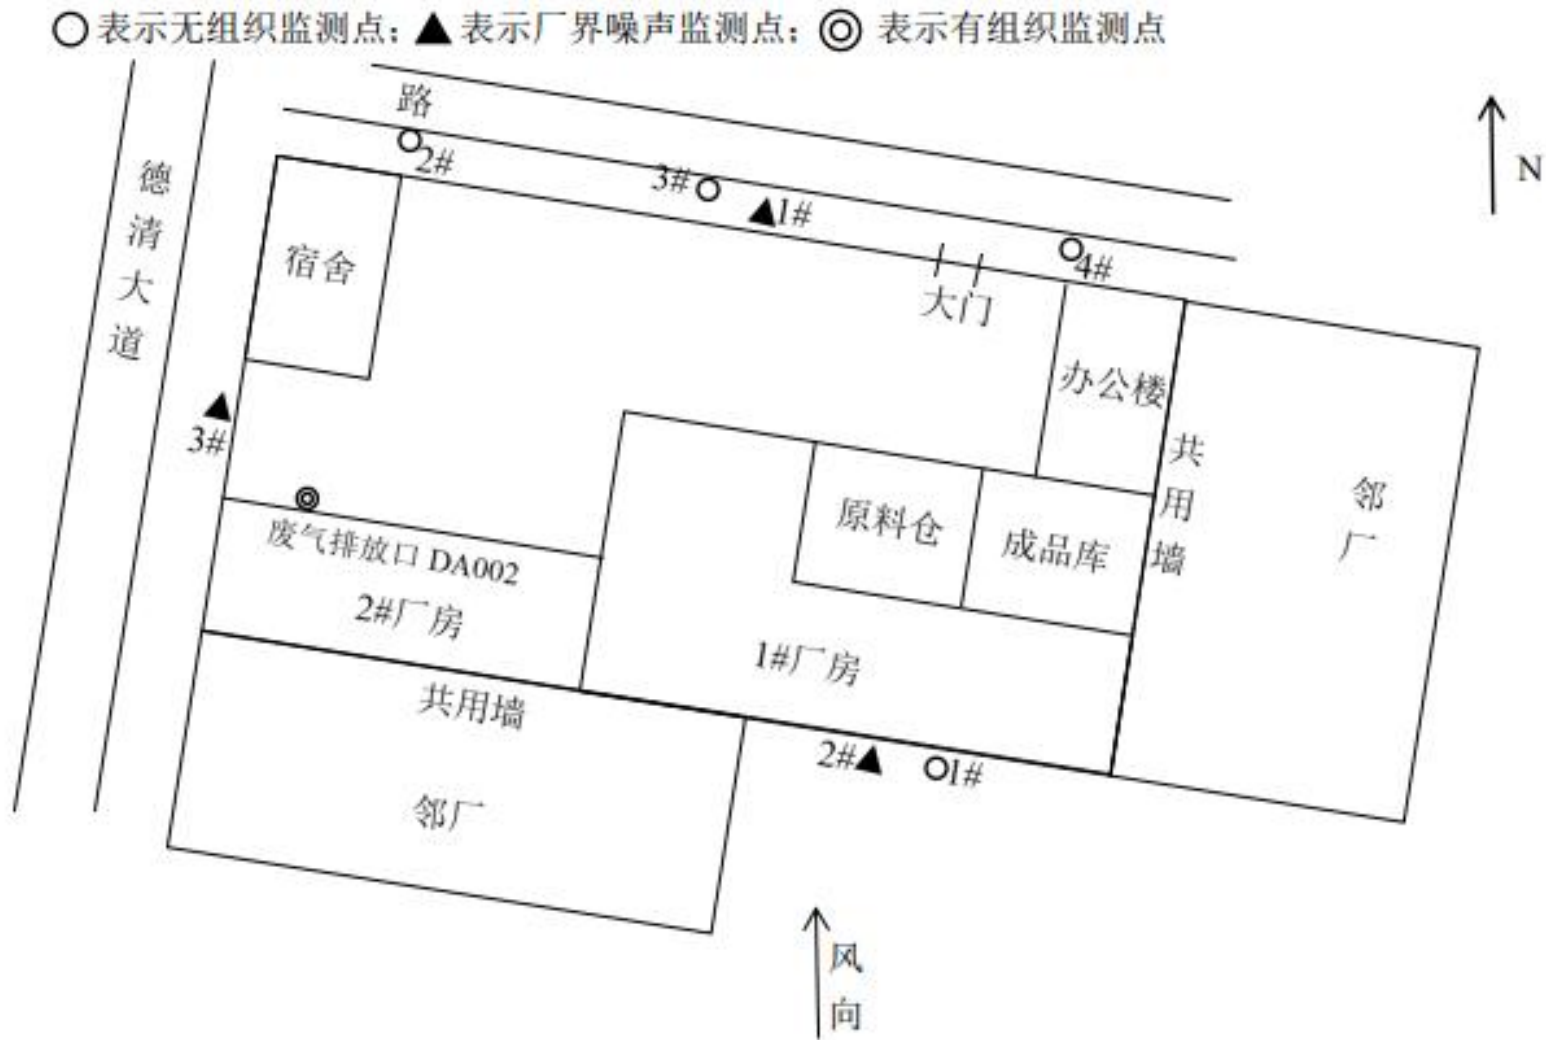 ○表示无组织监测点；▲表示厂界噪声监测点；◎ 表示有组织监测点
路
德清大道
2#
3#
1#
4#
N
宿舍
大门
办公楼
共用墙
邻厂
3#
原料仓
成品库
废气排放口 DA002
2#厂房
1#厂房
共用墙
2#
1#
邻厂
风向